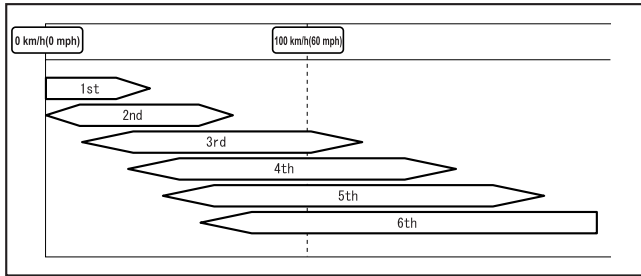 0 km/h(0 mph)
100 km/h(60 mph)
1st
2nd
3rd
4th
5th
6th